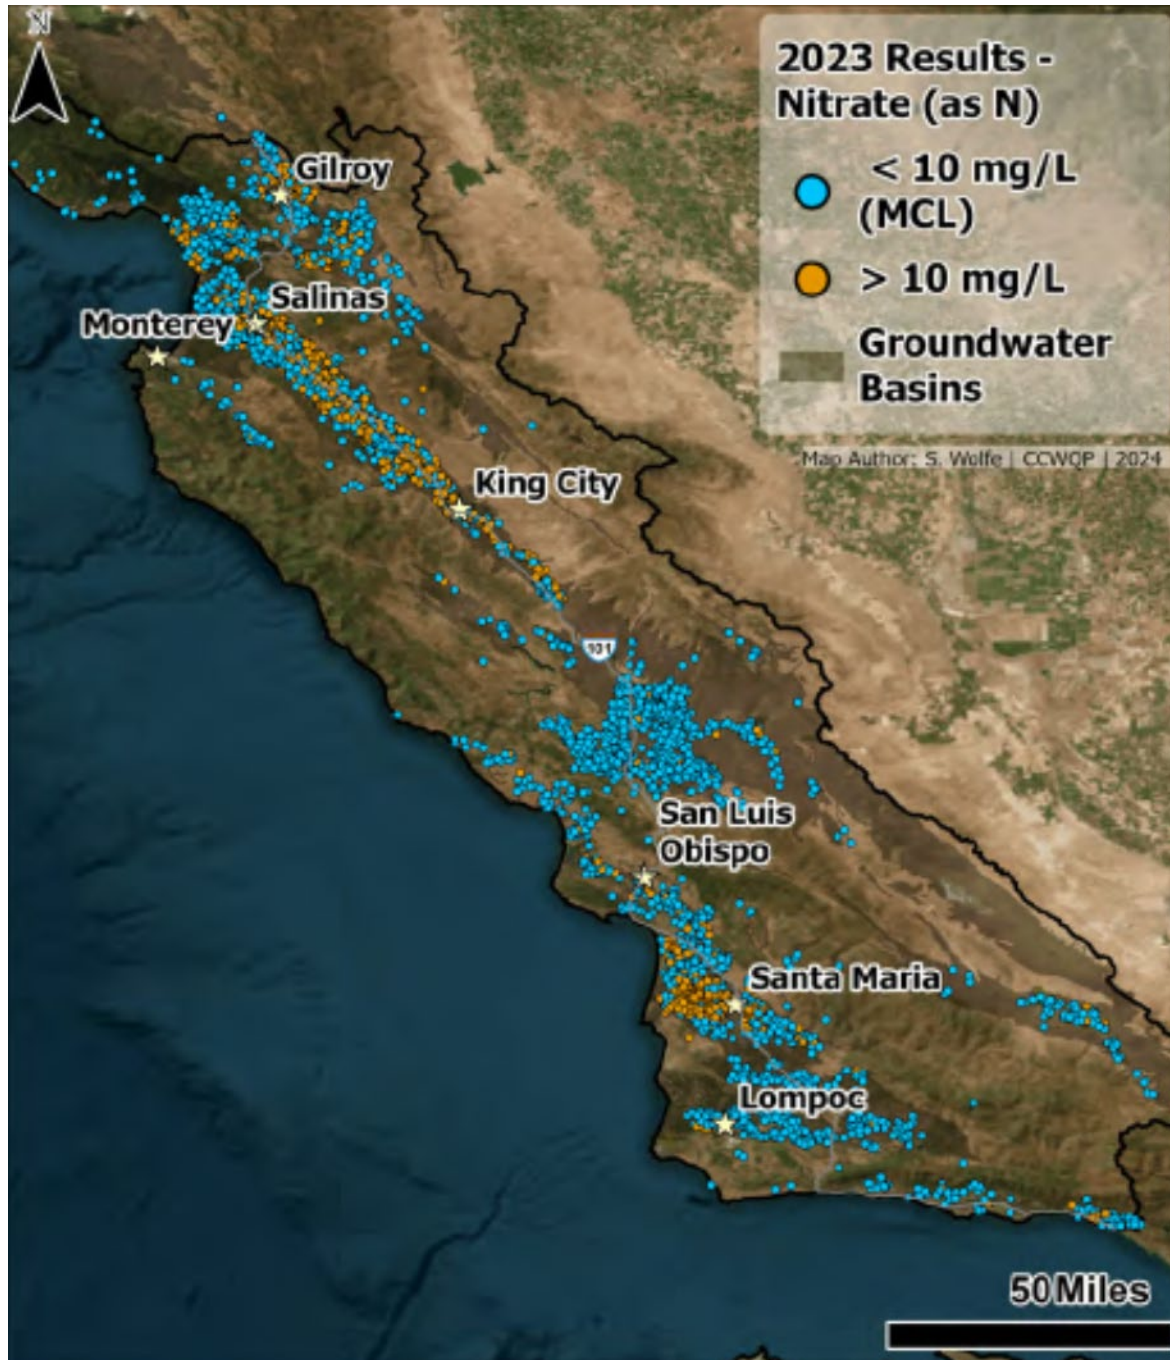 N
2023 Results -
Nitrate (as N)
< 10 mg/L
(MCL)
> 10 mg/L
Groundwater
Basins
Map Author: S. Wolfe | CCWQP | 2024
Gilroy
Salinas
Monterey
King City
101
San Luis
Obispo
Santa Maria
Lompoc
50 Miles